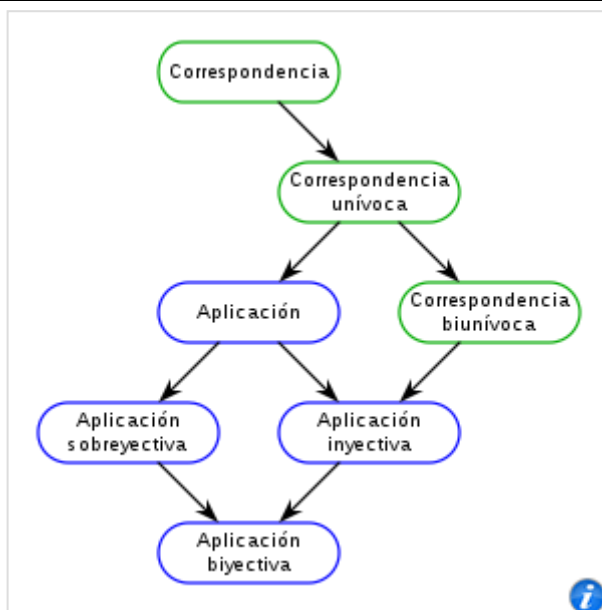 Correspondencia
Correspondencia
unívoca
Aplicación
Correspondencia
biunívoca
Aplicación
sobreyectiva
Aplicación
inyectiva
Aplicación
biyectiva
i